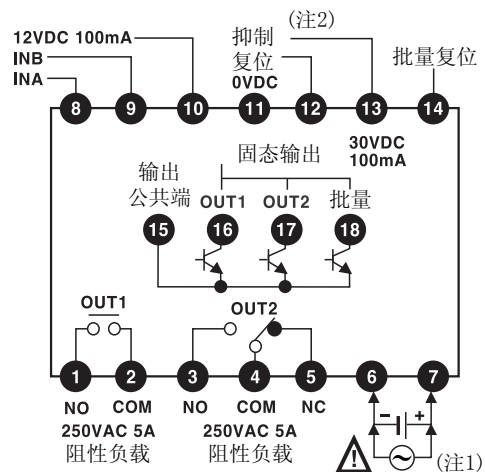 (注2)
12VDC 100mA
抑制
INB
复位
批量复位
INA
0VDC
8 9 10 11 12 13 14
30VDC
100mA
固态输出
输出
公共端
OUT1 OUT2 批量
15 16 17 18
OUT1
OUT2
1 2 3 4 5 6 7
NO COM NO COM NC
- +
250VAC 5A 250VAC 5A
阻性负载 阻性负载
(注1)